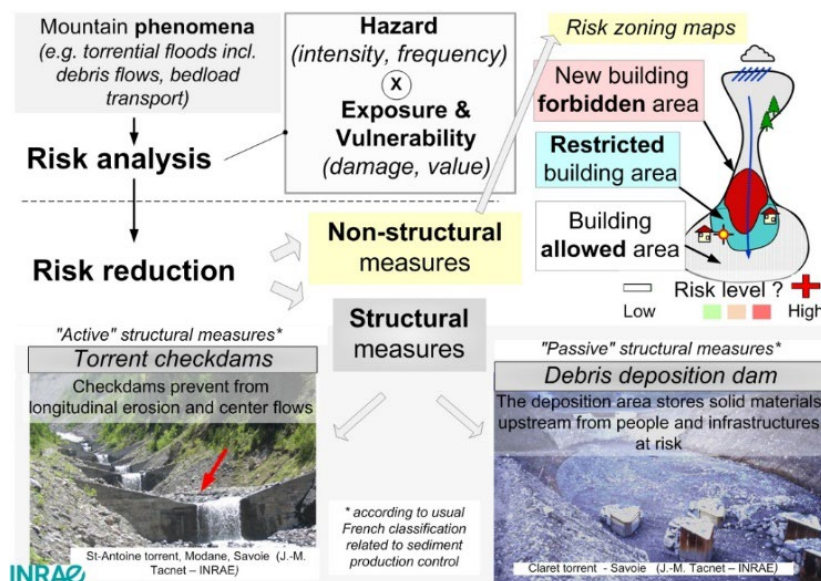 Mountain phenomena
(e.g. torrential floods incl.
debris flows, bedload
transport)
Risk analysis
Hazard
(intensity, frequency)
X
Exposure &
Vulnerability
(damage, value)
Risk zoning maps
New building
forbidden area
Restricted
building area
Building
allowed area
Risk level ?
Low
High
Risk reduction
Non-structural
measures
Structural
measures
"Active" structural measures*
Torrent checkdams
Checkdams prevent from
longitudinal erosion and center flows
St-Antoine torrent, Modane, Savoie (J.-M.
Tacnet – INRAE)
* according to usual
French classification
related to sediment
production control
"Passive" structural measures*
Debris deposition dam
The deposition area stores solid materials
upstream from people and infrastructures
at risk
Claret torrent - Savoie (J.-M. Tacnet – INRAE)
INRAE